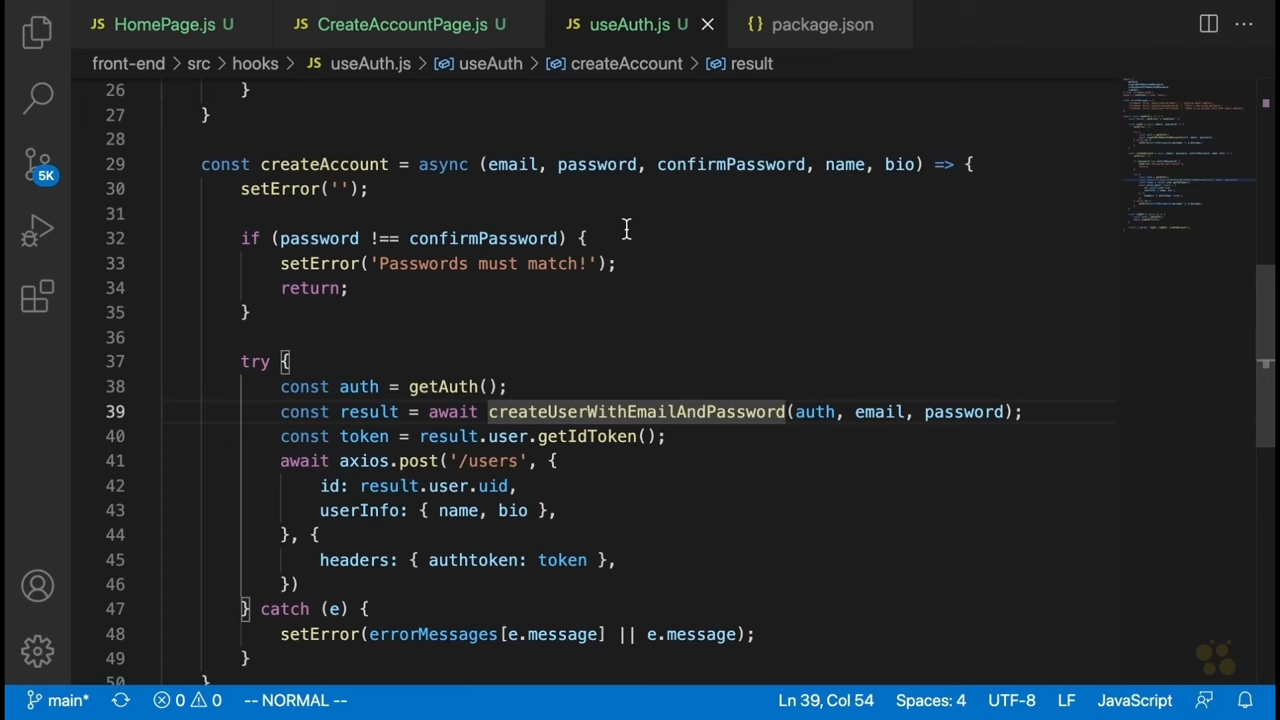 JS HomePage.js U JS CreateAccountPage.js U JS useAuth.js U { } package.json
front-end > src > hooks > JS useAuth.js > useAuth > createAccount > result
26 }
27 }
28
29 const createAccount = async (email, password, confirmPassword, name, bio) => {
30 setError('');
31
32 if (password !== confirmPassword) {
33 setError('Passwords must match!');
34 return;
35 }
36
37 try {
38 const auth = getAuth();
39 const result = await createUserWithEmailAndPassword(auth, email, password);
40 const token = result.user.getIdToken();
41 await axios.post('/users', {
42 id: result.user.uid,
43 userInfo: { name, bio },
44 }, {
45 headers: { authtoken: token },
46 })
47 } catch (e) {
48 setError(errorMessages[e.message] || e.message);
49 }
50 }
5K
main* 0 0 -- NORMAL -- Ln 39, Col 54 Spaces: 4 UTF-8 LF JavaScript